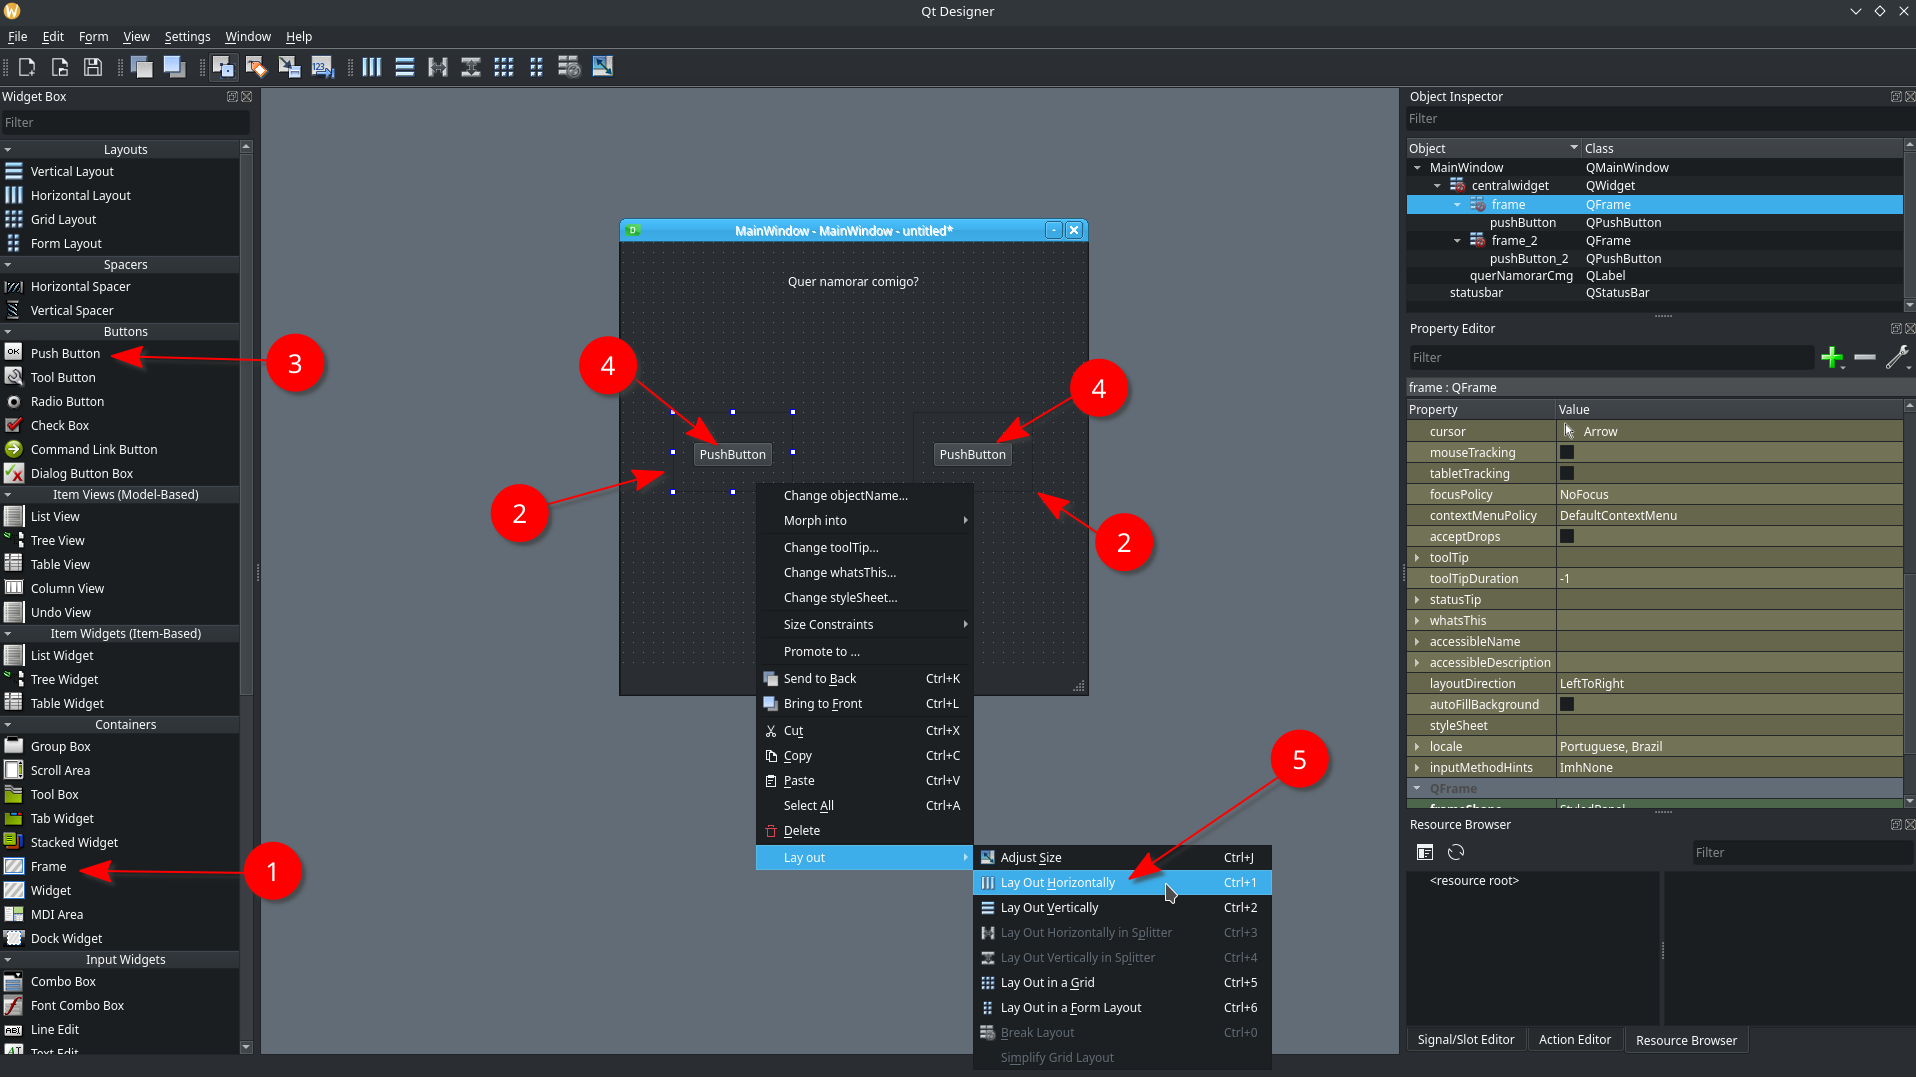 Qt Designer
File Edit Form View Settings Window Help
Widget Box
Filter
Layouts
Vertical Layout
Horizontal Layout
Grid Layout
Form Layout
Spacers
Horizontal Spacer
Vertical Spacer
Buttons
OK Push Button
Tool Button
Radio Button
Check Box
Command Link Button
Dialog Button Box
Item Views (Model-Based)
List View
Tree View
Table View
Column View
Undo View
Item Widgets (Item-Based)
List Widget
Tree Widget
Table Widget
Containers
Group Box
Scroll Area
Tool Box
Tab Widget
Stacked Widget
Frame
Widget
MDI Area
Dock Widget
Input Widgets
Combo Box
Font Combo Box
Line Edit
Text Edit
3
1
MainWindow - MainWindow - untitled*
Quer namorar comigo?
4
4
PushButton
PushButton
2
2
Change objectName...
Morph into
Change toolTip...
Change whatsThis...
Change styleSheet...
Size Constraints
Promote to ...
Send to Back Ctrl+K
Bring to Front Ctrl+L
Cut Ctrl+X
Copy Ctrl+C
Paste Ctrl+V
Select All Ctrl+A
Delete
Lay out
5
Adjust Size Ctrl+J
Lay Out Horizontally Ctrl+1
Lay Out Vertically Ctrl+2
Lay Out Horizontally in Splitter Ctrl+3
Lay Out Vertically in Splitter Ctrl+4
Lay Out in a Grid Ctrl+5
Lay Out in a Form Layout Ctrl+6
Break Layout Ctrl+0
Simplify Grid Layout
Object Inspector
Filter
Object Class
MainWindow QMainWindow
centralwidget QWidget
frame QFrame
pushButton QPushButton
frame_2 QFrame
pushButton_2 QPushButton
querNamorarCmg QLabel
statusbar QStatusBar
Property Editor
Filter
frame : QFrame
Property Value
cursor Arrow
mouseTracking
tabletTracking
focusPolicy NoFocus
contextMenuPolicy DefaultContextMenu
acceptDrops
toolTip
toolTipDuration -1
statusTip
whatsThis
accessibleName
accessibleDescription
layoutDirection LeftToRight
autoFillBackground
styleSheet
locale Portuguese, Brazil
inputMethodHints ImhNone
QFrame
frameShape StyledPanel
Resource Browser
Filter
<resource root>
Signal/Slot Editor Action Editor Resource Browser